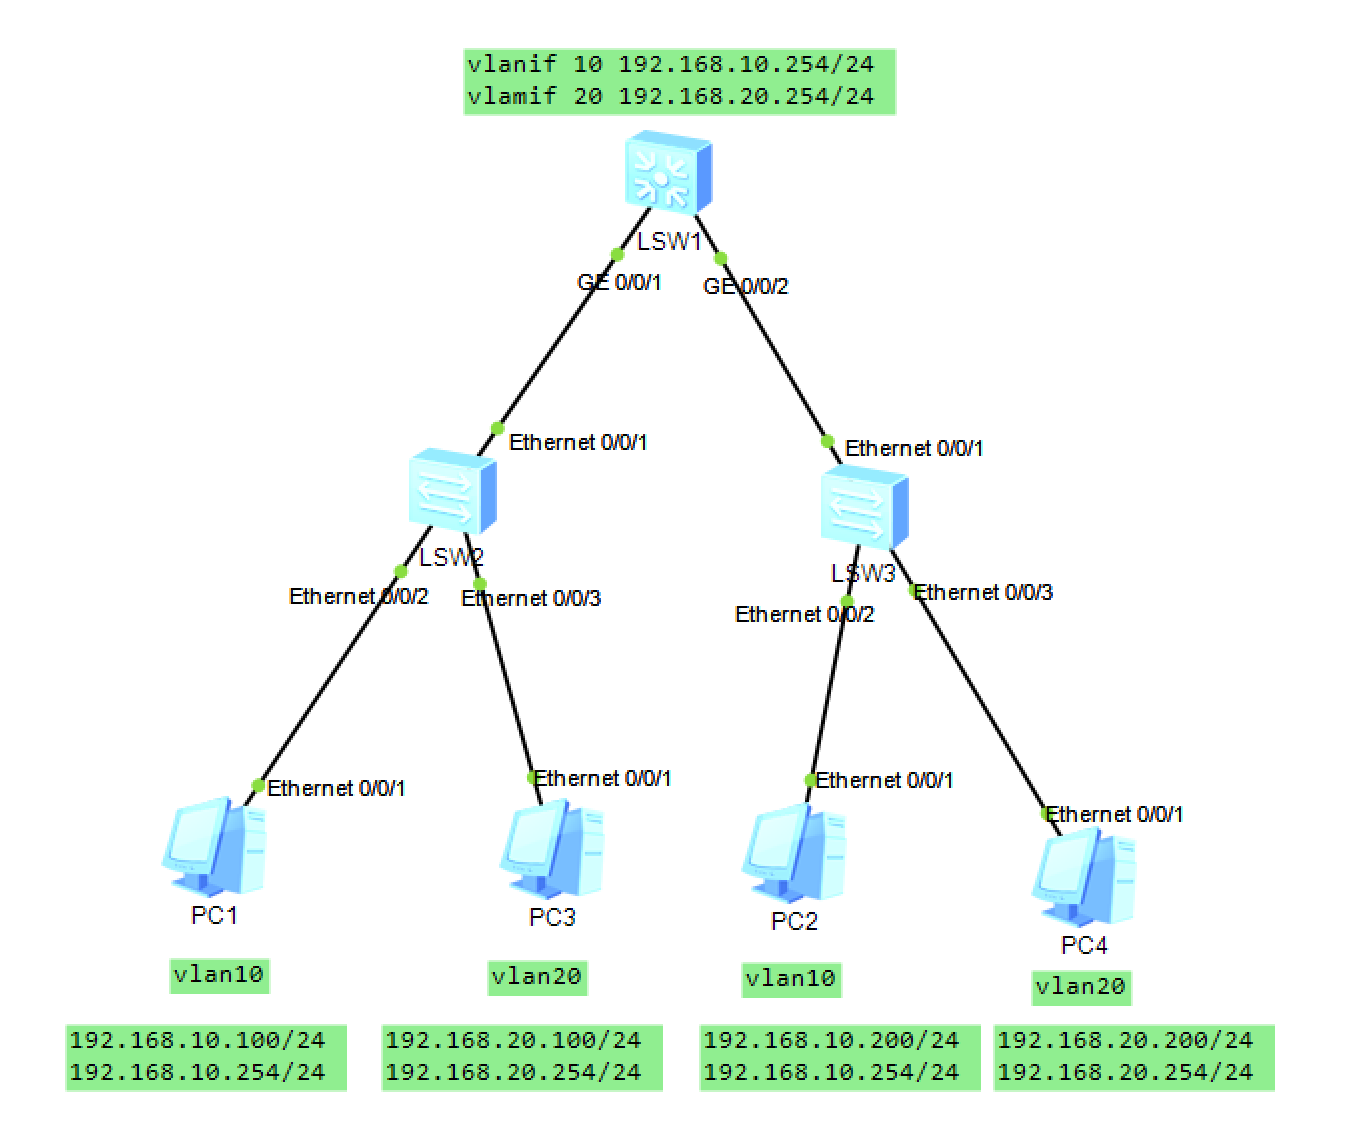 vlanif 10 192.168.10.254/24
vlamif 20 192.168.20.254/24
LSW1
GE 0/0/1
GE 0/0/2
Ethernet 0/0/1
Ethernet 0/0/1
LSW2
LSW3
Ethernet 0/0/2
Ethernet 0/0/3
Ethernet 0/0/2
Ethernet 0/0/3
Ethernet 0/0/1
Ethernet 0/0/1
Ethernet 0/0/1
Ethernet 0/0/1
PC1
PC3
PC2
PC4
vlan10
vlan20
vlan10
vlan20
192.168.10.100/24
192.168.10.254/24
192.168.20.100/24
192.168.20.254/24
192.168.10.200/24
192.168.10.254/24
192.168.20.200/24
192.168.20.254/24